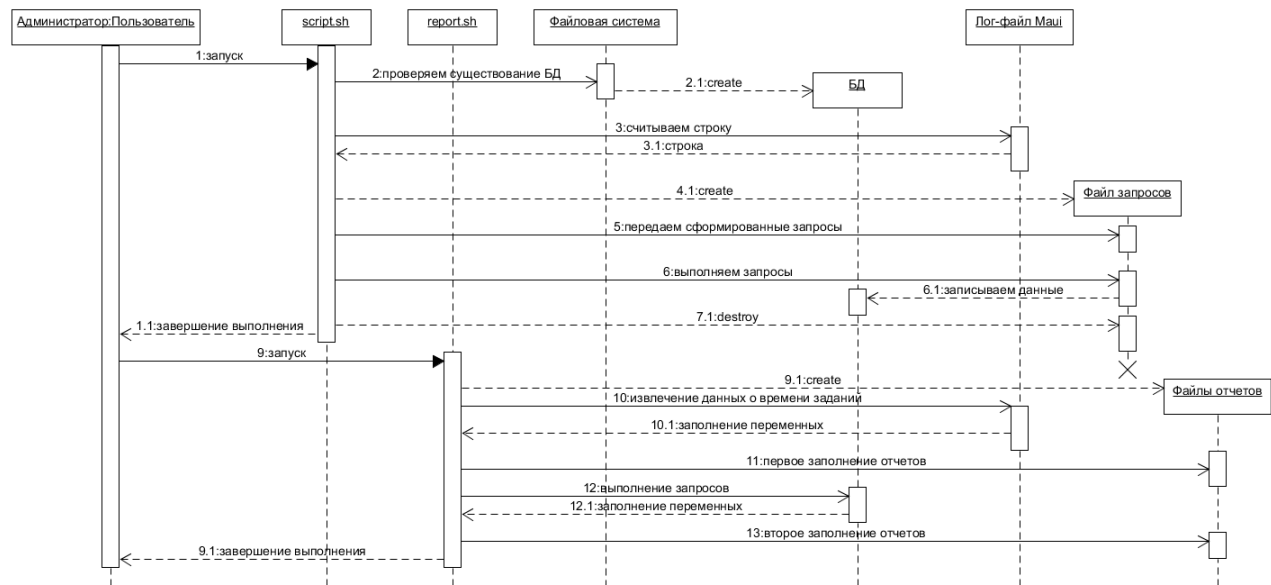 Администратор:Пользователь
script.sh
report.sh
Файловая система
Лог-файл Maui
1:запуск
2:проверяем существование БД
2.1:create
БД
3:считываем строку
3.1:строка
4.1:create
Файл запросов
5:передаем сформированные запросы
6:выполняем запросы
6.1:записываем данные
7.1:destroy
1.1:завершение выполнения
9:запуск
9.1:create
Файлы отчетов
10:извлечение данных о времени заданий
10.1:заполнение переменных
11:первое заполнение отчетов
12:выполнение запросов
12.1:заполнение переменных
13:второе заполнение отчетов
9.1:завершение выполнения